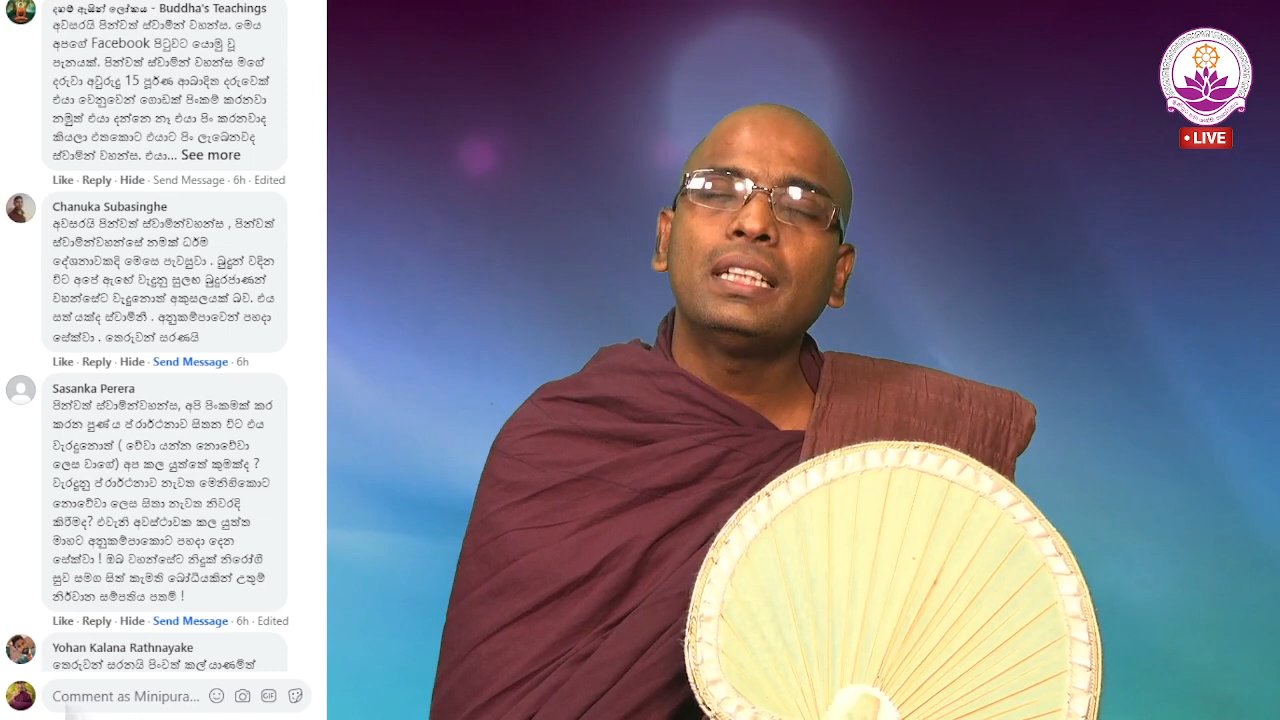 දහම් ඇසින් ලෝකය - Buddha's Teachings
අවසරයි පින්වත් ස්වාමින් වහන්ස. මෙය
අපගේ Facebook පිටුවට යොමු වූ
පැනයක්. පින්වත් ස්වාමින් වහන්ස මගේ
දරුවා අවුරුදු 15 පූර්ණ ආබාදිත දරුවෙක්
එයා වෙනුවෙන් ගොඩක් පිංකම් කරනවා
නමුත් එයා දන්නෙ නෑ එයා පිං කරනවාද
කියලා එතකොට එයාට පිං ලැබෙනවද
ස්වාමින් වහන්ස. එයා... See more
Like · Reply · Hide · Send Message · 6h · Edited
Chanuka Subasinghe
අවසරයි පින්වත් ස්වාමින්වහන්ස , පින්වත්
ස්වාමින්වහන්සේ නමක් ධර්ම
දේශනාවකදි මෙසෙ පැවසුවා . බුදුන් වදින
විට අපේ ඇඟේ වැදුනු සුලඟ බුදුරජාණන්
වහන්සේට වැදුනොක් අකුසලයක් බව. එය
සත්‍යක්ද ස්වාමිනී . අනුකම්පාවෙන් පහදා
සේක්වා . තෙරුවන් සරණයි
Like · Reply · Hide · Send Message · 6h
Sasanka Perera
පින්වත් ස්වාමින්වහන්ස, අපි පිංකමක් කර
කරන පුණ්‍ය ප්‍රාර්ථනාව සිතන විට එය
වැරදුනොක් ( වේවා යන්න නොවේවා
ලෙස වාගේ) අප කල යුත්තේ කුමක්ද ?
වැරදුනු ප්‍රාර්ථනාව නැවත මෙනිහිකොට
නොවේවා ලෙස සිතා නැවත නිවරදි
කිරීමද? එවැනි අවස්ථාවක කල යුත්ත
මාහට අනුකම්පාකොට පහදා දෙන
සේක්වා ! ඔබ වහන්සේට නිදුක් නිරෝගී
සුව සමග සිත් කැමති බෝධියකින් උතුම්
නිර්වාන සම්පතිය පතමි !
Like · Reply · Hide · Send Message · 6h · Edited
Yohan Kalana Rathnayake
තෙරුවන් සරනයි පිංවත් කල්‍යාණමිත්
Comment as Minipura...
LIVE